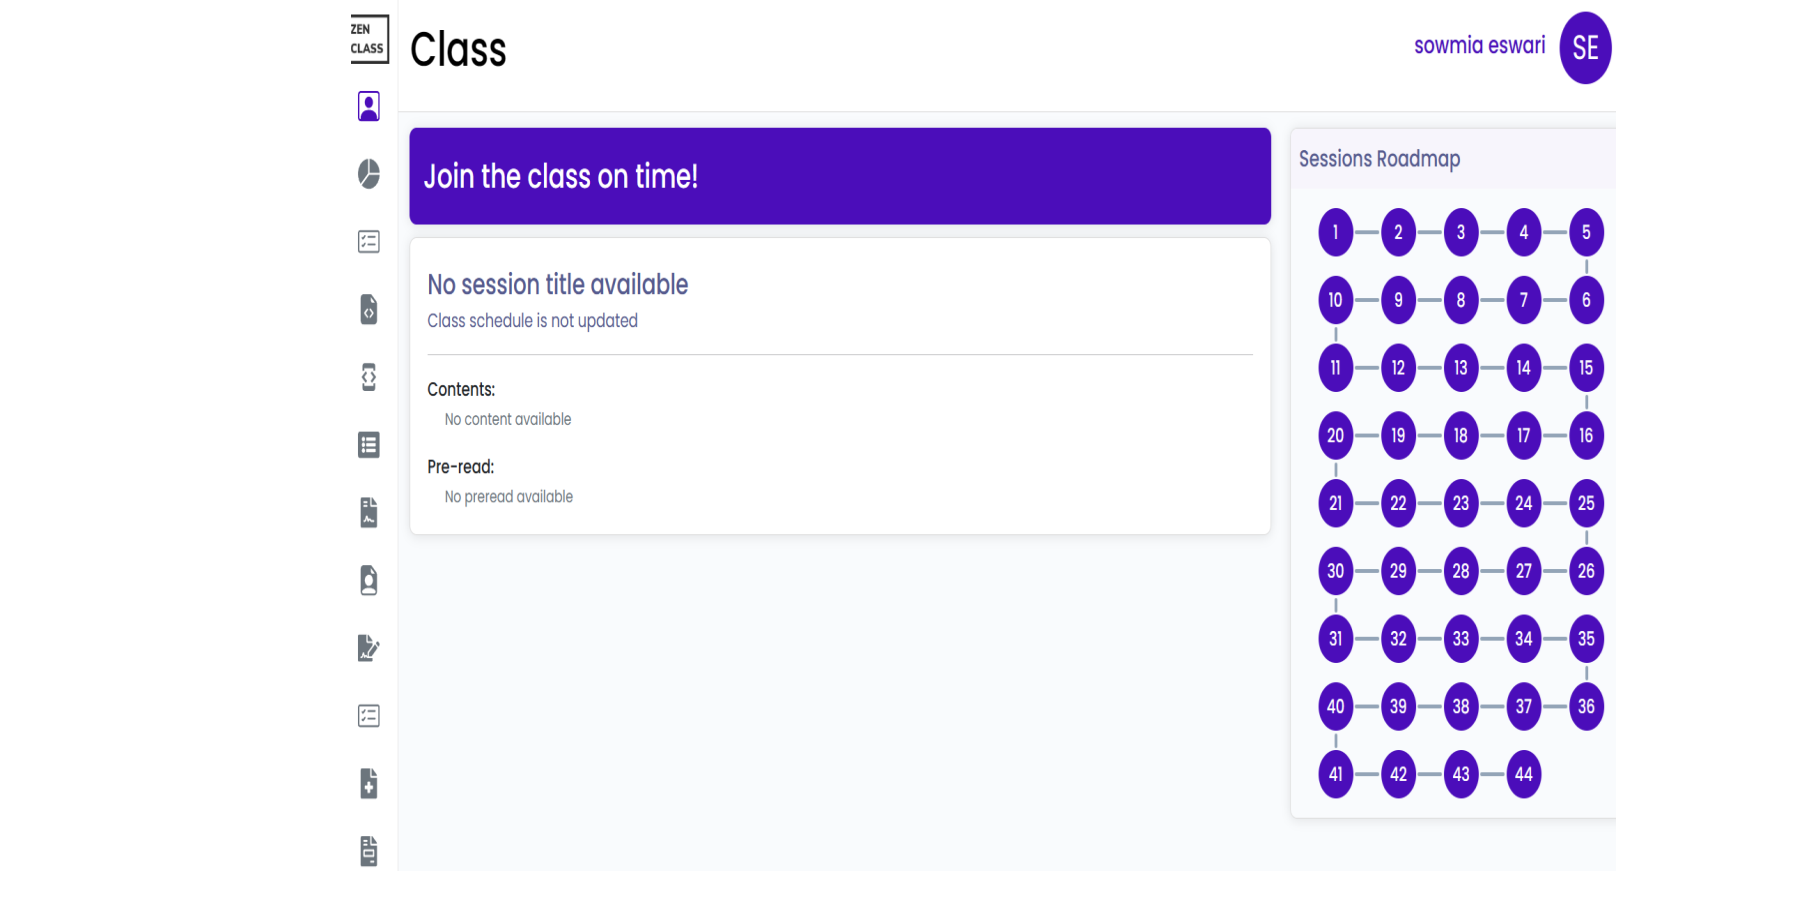 ZEN
CLASS
Class
sowmia eswari
SE
Join the class on time!
No session title available
Class schedule is not updated
Contents:
No content available
Pre-read:
No preread available
Sessions Roadmap
1 2 3 4 5
10 9 8 7 6
11 12 13 14 15
20 19 18 17 16
21 22 23 24 25
30 29 28 27 26
31 32 33 34 35
40 39 38 37 36
41 42 43 44